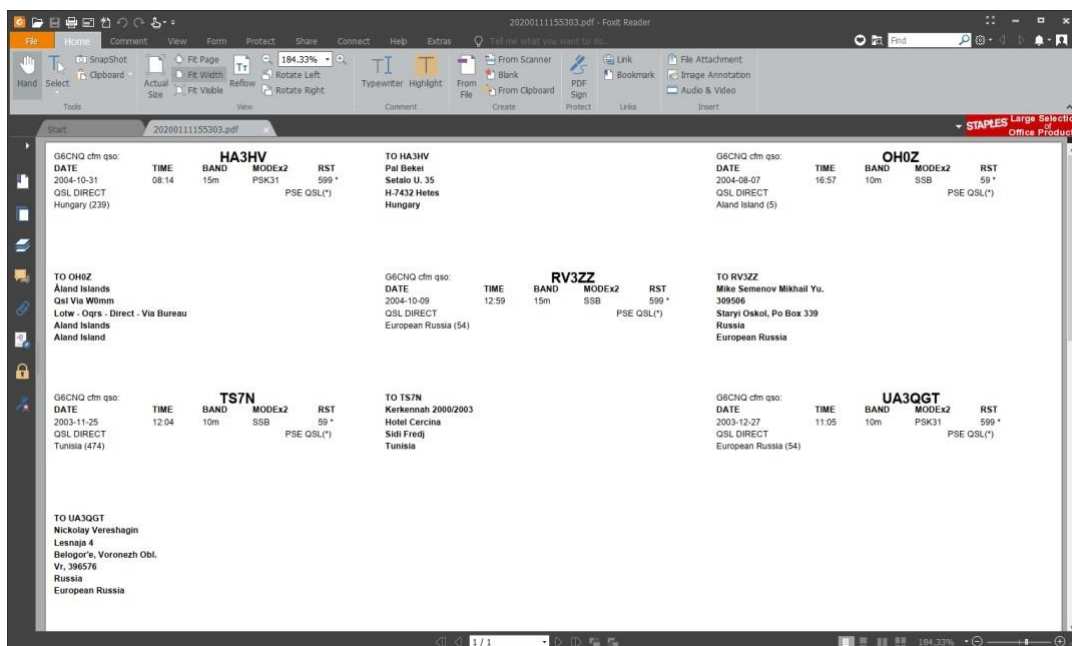 20200111155303.pdf - Foxit Reader
File Home Comment View Form Protect Share Connect Help Extras Tell me what you want to do.. Find
Hand
Select
SnapShot
Clipboard
Tools
Actual Size
Fit Page
Fit Width
Fit Visible
Reflow
184.33%
Rotate Left
Rotate Right
View
Typewriter
Highlight
Comment
From File
From Scanner
Blank
From Clipboard
Create
PDF Sign
Protect
Link
Bookmark
Links
File Attachment
Image Annotation
Audio & Video
Insert
Start
20200111155303.pdf
STAPLES Large Selectio
of
Office Product
G6CNQ cfm qso: HA3HV
DATE TIME BAND MODEx2 RST
2004-10-31 08:14 15m PSK31 599 *
QSL DIRECT PSE QSL(*)
Hungary (239)
TO HA3HV
Pal Bekei
Setalo U. 35
H-7432 Hetes
Hungary
G6CNQ cfm qso: OH0Z
DATE TIME BAND MODEx2 RST
2004-08-07 16:57 10m SSB 59 *
QSL DIRECT PSE QSL(*)
Aland Island (5)
TO OH0Z
Åland Islands
Qsl Via W0mm
Lotw - Oqrs - Direct - Via Bureau
Aland Islands
Aland Island
G6CNQ cfm qso: RV3ZZ
DATE TIME BAND MODEx2 RST
2004-10-09 12:59 15m SSB 599 *
QSL DIRECT PSE QSL(*)
European Russia (54)
TO RV3ZZ
Mike Semenov Mikhail Yu.
309506
Staryi Oskol, Po Box 339
Russia
European Russia
G6CNQ cfm qso: TS7N
DATE TIME BAND MODEx2 RST
2003-11-25 12:04 10m SSB 59 *
QSL DIRECT PSE QSL(*)
Tunisia (474)
TO TS7N
Kerkennah 2000/2003
Hotel Cercina
Sidi Fredj
Tunisia
G6CNQ cfm qso: UA3QGT
DATE TIME BAND MODEx2 RST
2003-12-27 11:05 10m PSK31 599 *
QSL DIRECT PSE QSL(*)
European Russia (54)
TO UA3QGT
Nickolay Vereshagin
Lesnaja 4
Belogor'e, Voronezh Obl.
Vr, 396576
Russia
European Russia
1 / 1
184.33%